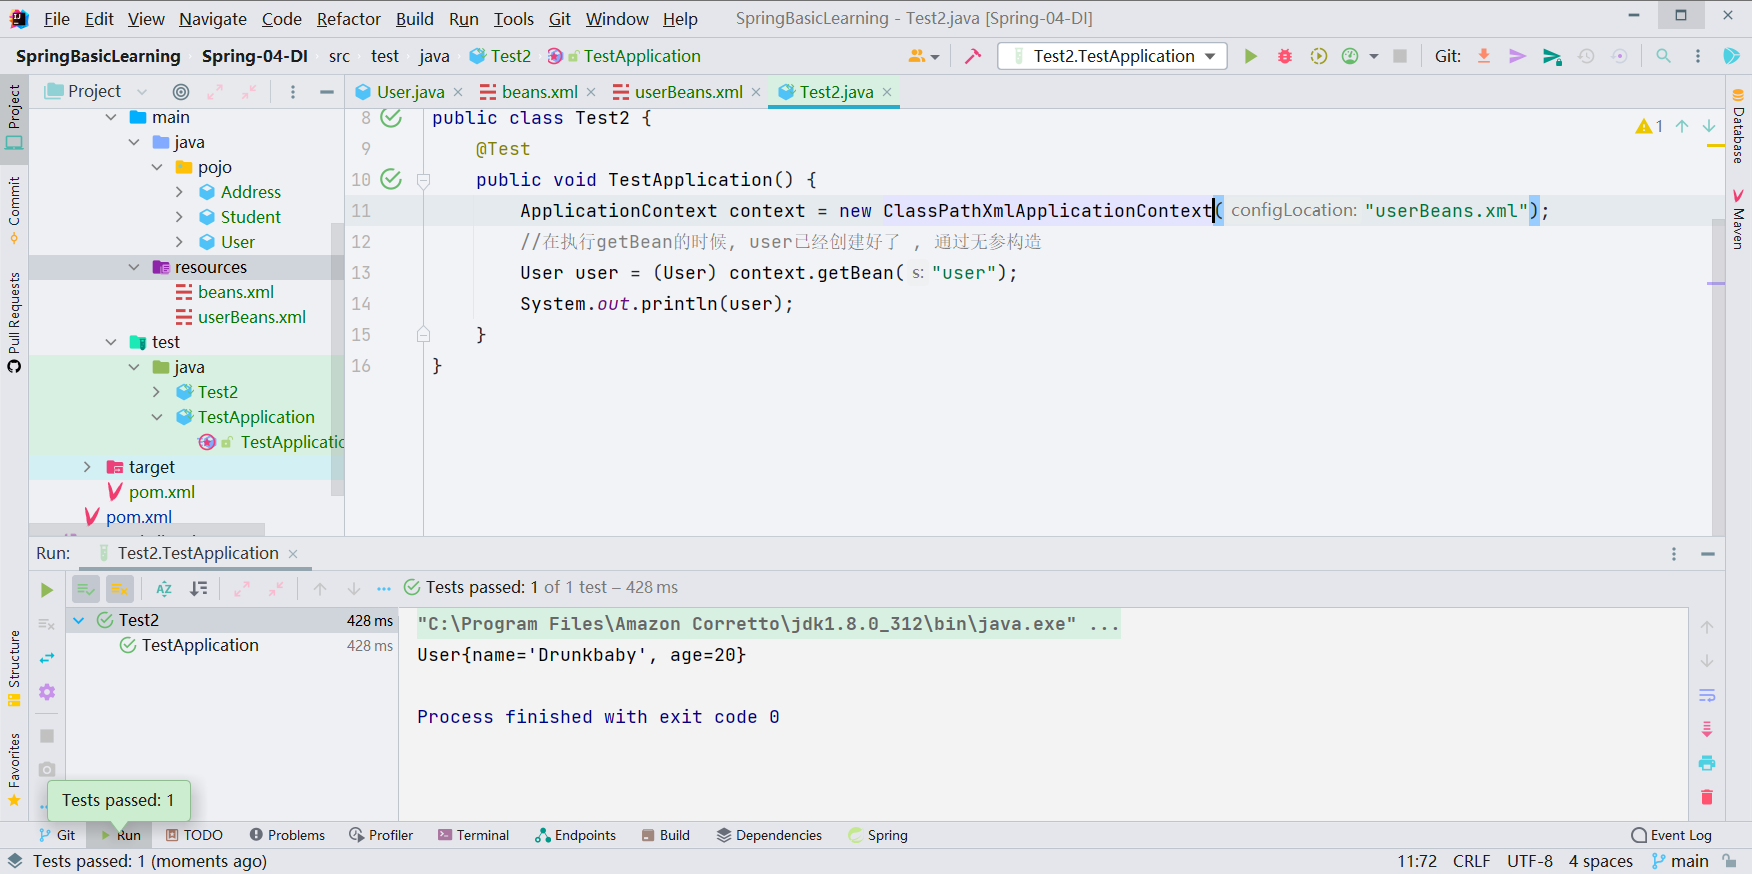 File Edit View Navigate Code Refactor Build Run Tools Git Window Help SpringBasicLearning - Test2.java [Spring-04-DI]
SpringBasicLearning Spring-04-DI src test java Test2 TestApplication Test2.TestApplication Git:
Project
User.java beans.xml userBeans.xml Test2.java
Project
Commit
Pull Requests
Structure
Favorites
Database
Maven
main
java
pojo
Address
Student
User
resources
beans.xml
userBeans.xml
test
java
Test2
TestApplication
TestApplicatio
target
pom.xml
pom.xml
1
8 public class Test2 {
9 @Test
10 public void TestApplication() {
11 ApplicationContext context = new ClassPathXmlApplicationContext( configLocation: "userBeans.xml");
12 //在执行getBean的时候, user已经创建好了 , 通过无参构造
13 User user = (User) context.getBean( s: "user");
14 System.out.println(user);
15 }
16 }
Run: Test2.TestApplication
Tests passed: 1 of 1 test – 428 ms
Test2 428 ms
TestApplication 428 ms
"C:\Program Files\Amazon Corretto\jdk1.8.0_312\bin\java.exe" ...
User{name='Drunkbaby', age=20}
Process finished with exit code 0
Tests passed: 1
Git Run TODO Problems Profiler Terminal Endpoints Build Dependencies Spring Event Log
Tests passed: 1 (moments ago) 11:72 CRLF UTF-8 4 spaces main